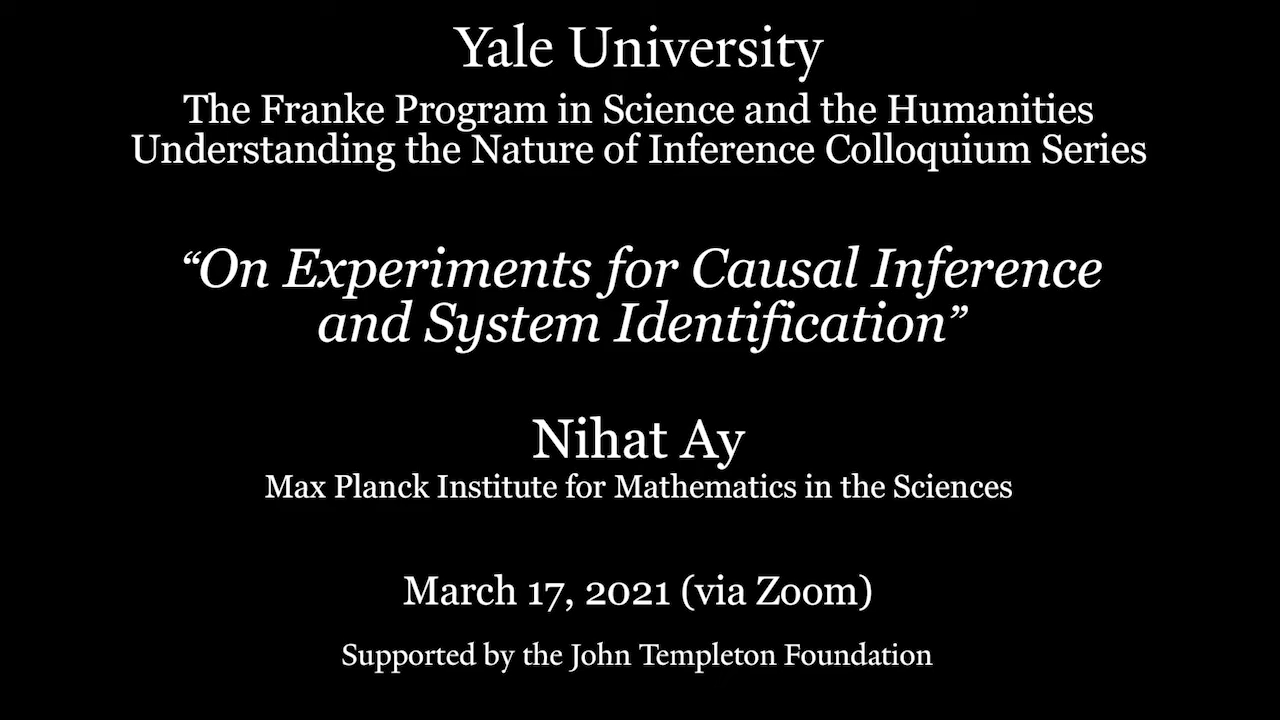 Yale University
The Franke Program in Science and the Humanities
Understanding the Nature of Inference Colloquium Series
“On Experiments for Causal Inference
and System Identification”
Nihat Ay
Max Planck Institute for Mathematics in the Sciences
March 17, 2021 (via Zoom)
Supported by the John Templeton Foundation